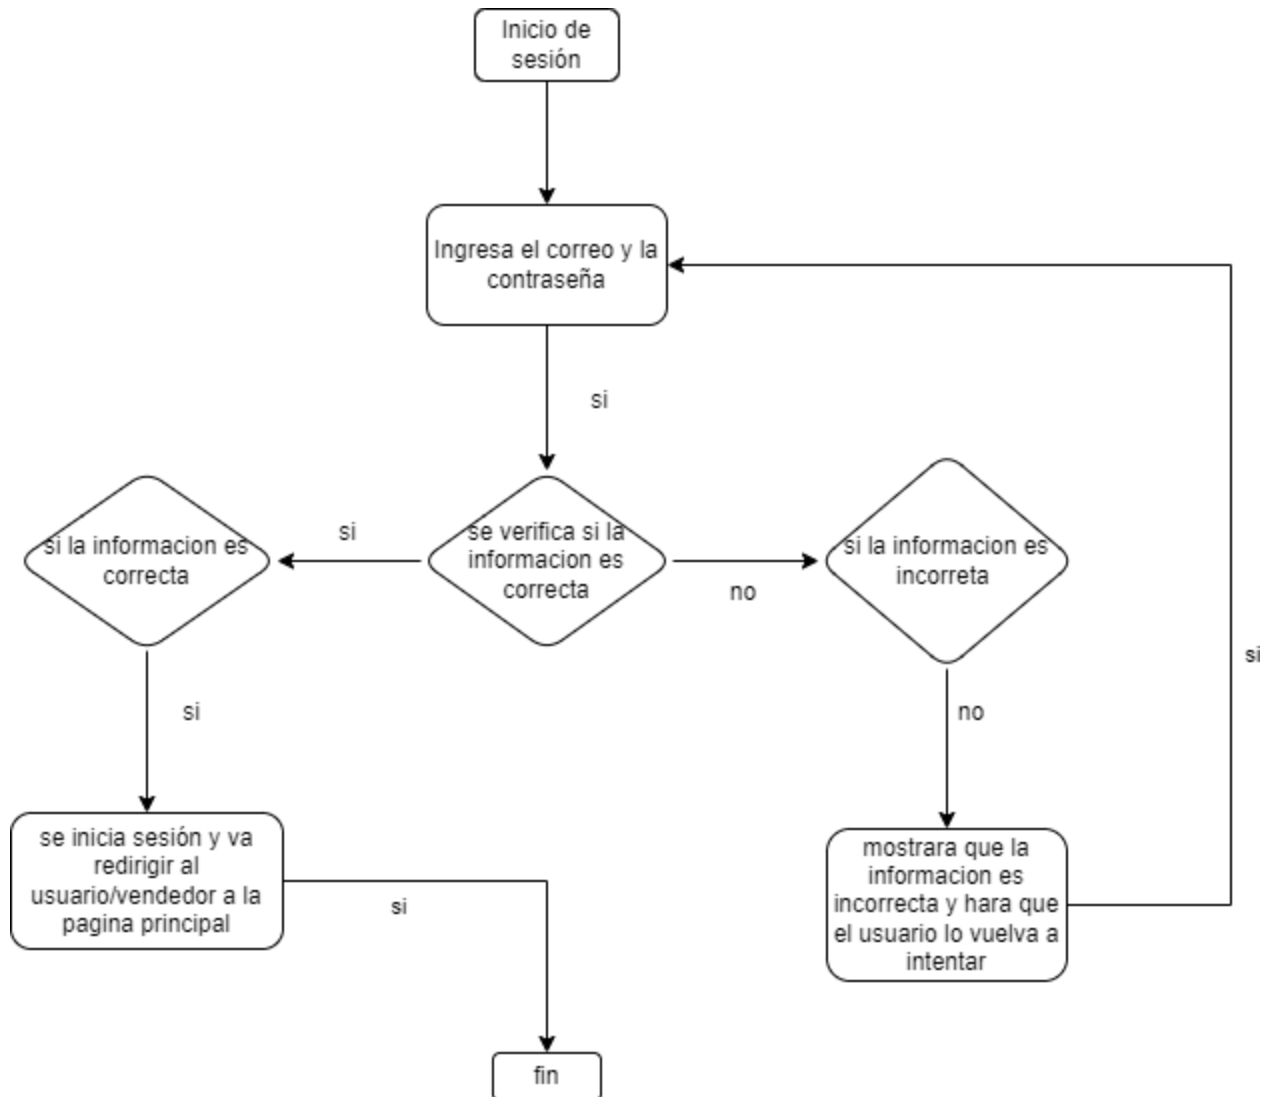 Inicio de
sesión
Ingresa el correo y la
contraseña
si
si la informacion es
correcta
si
se verifica si la
informacion es
correcta
no
si la informacion es
incorreta
si
si
no
se inicia sesión y va
redirigir al
usuario/vendedor a la
pagina principal
si
mostrara que la
informacion es
incorrecta y hara que
el usuario lo vuelva a
intentar
fin